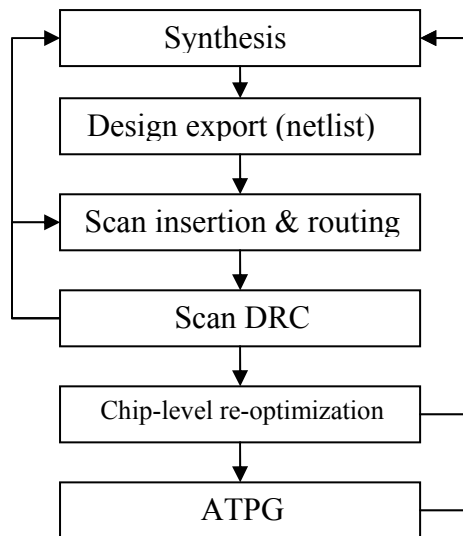 Synthesis
Design export (netlist)
Scan insertion & routing
Scan DRC
Chip-level re-optimization
ATPG